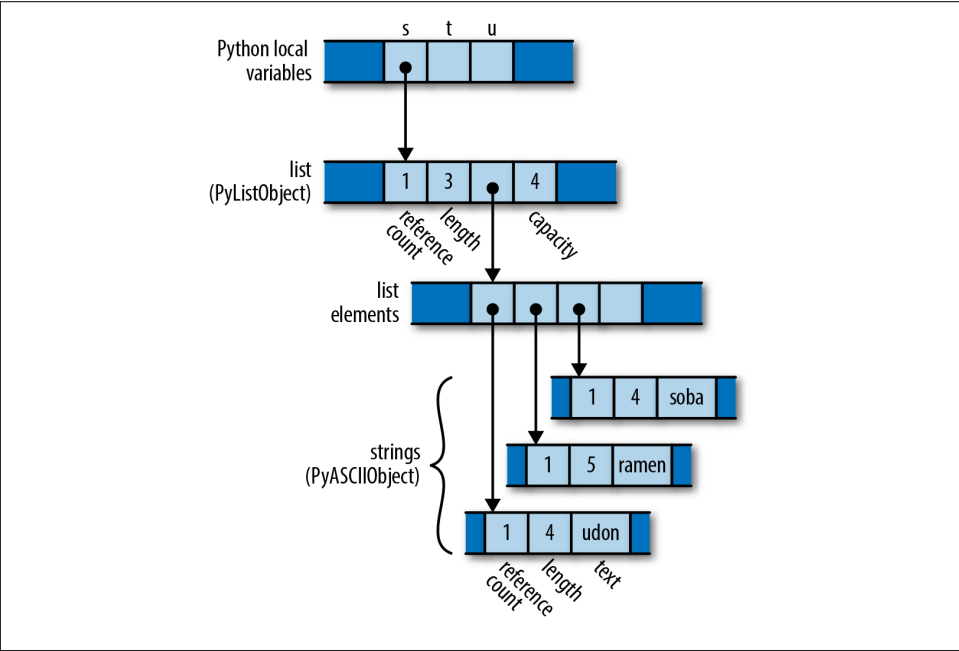 s t u
Python local
variables
list
(PyListObject)
1 3 4
reference
count
length
capacity
list
elements
1 4 soba
strings
(PyASCIIObject)
1 5 ramen
1 4 udon
reference
count
length
text